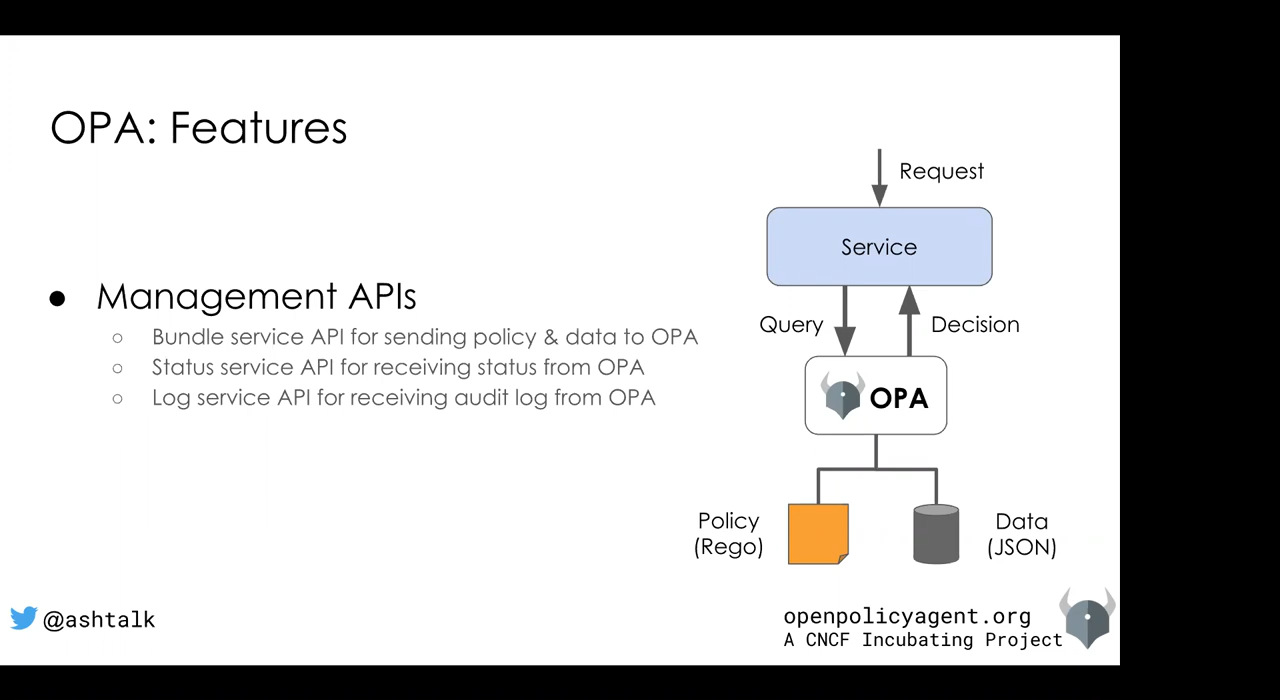 OPA: Features
● Management APIs
○ Bundle service API for sending policy & data to OPA
○ Status service API for receiving status from OPA
○ Log service API for receiving audit log from OPA
Request
Service
Query
Decision
OPA
Policy
(Rego)
Data
(JSON)
@ashtalk
openpolicyagent.org
A CNCF Incubating Project